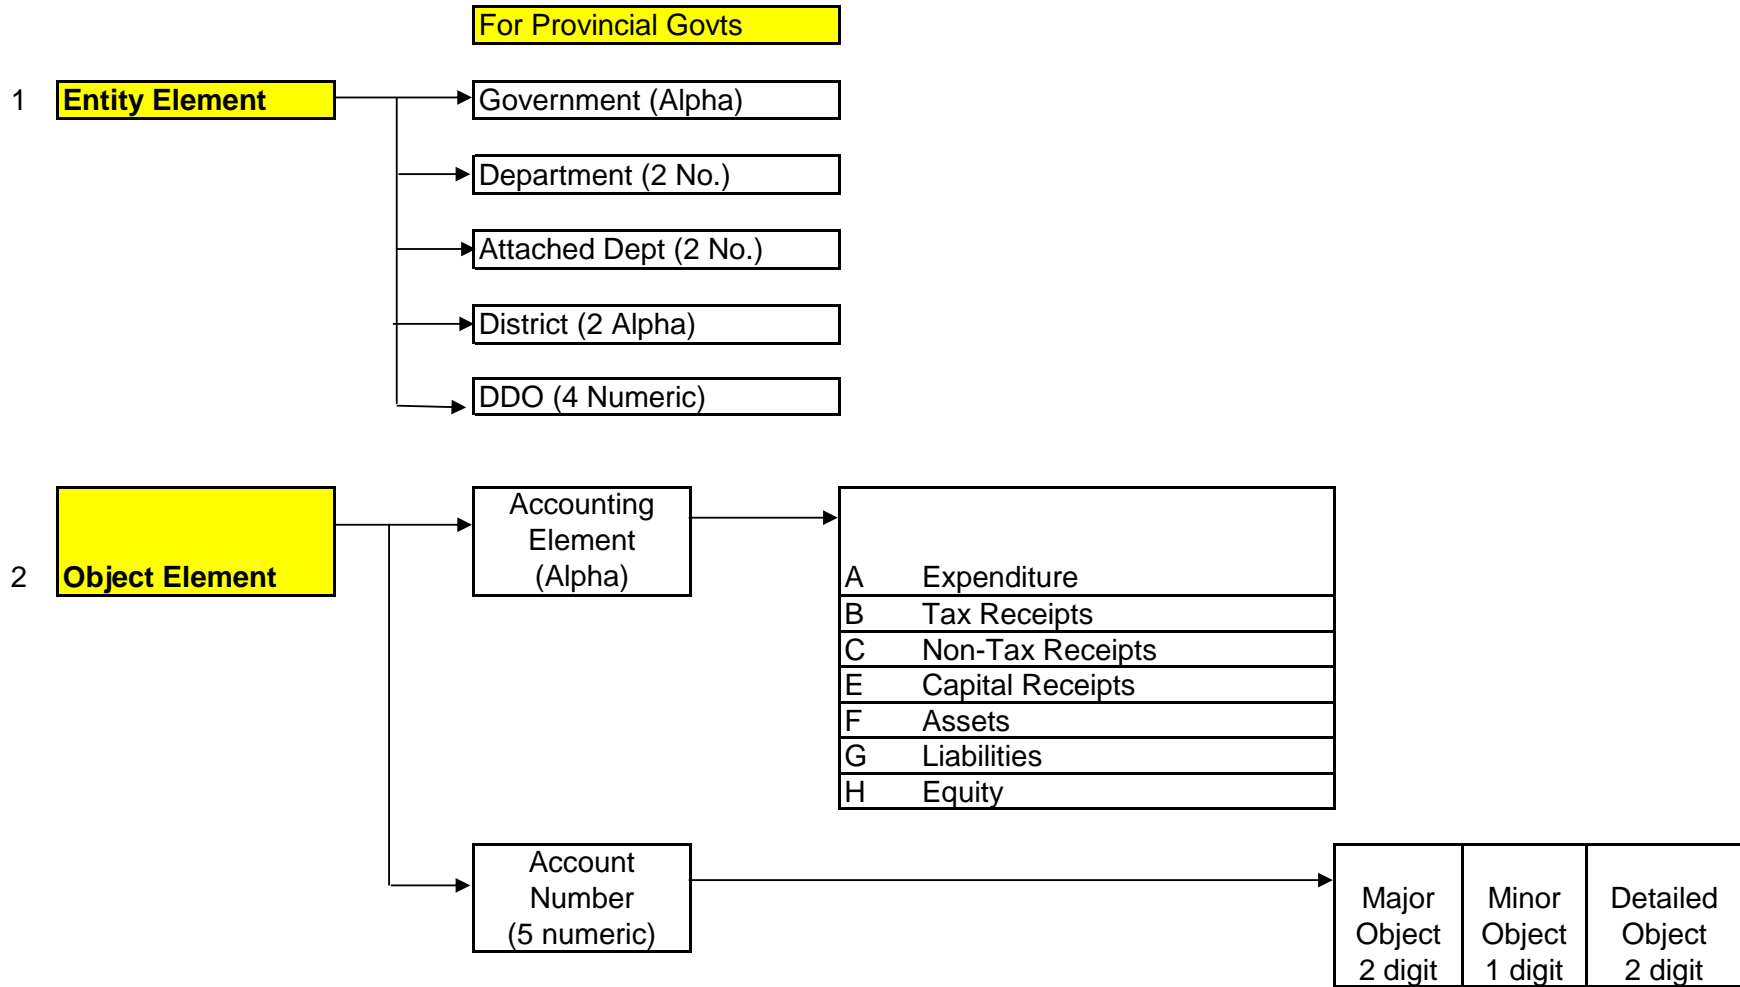 For Provincial Govts
1 Entity Element Government (Alpha)
Department (2 No.)
Attached Dept (2 No.)
District (2 Alpha)
DDO (4 Numeric)
Accounting
Element
2 Object Element (Alpha) A Expenditure
B Tax Receipts
C Non-Tax Receipts
E Capital Receipts
F Assets
G Liabilities
H Equity
Account
Number
(5 numeric)
Major Minor Detailed
Object Object Object
2 digit 1 digit 2 digit